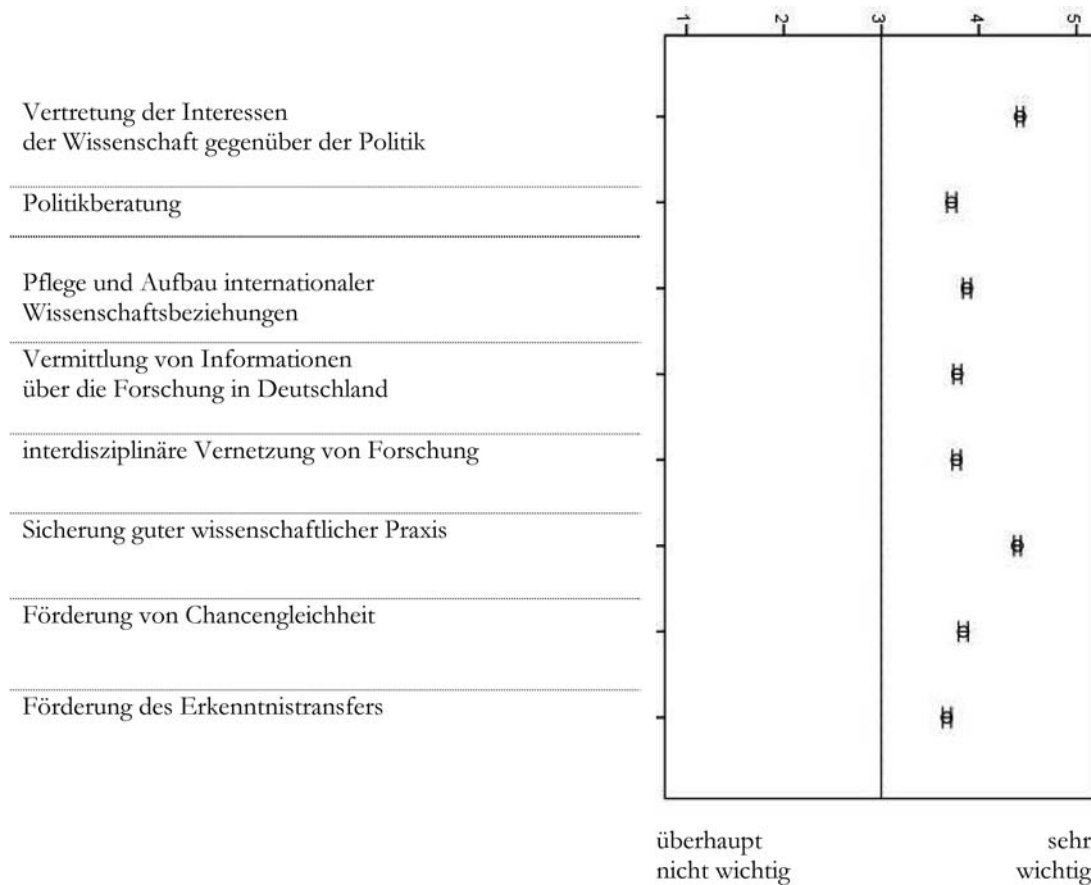 1 2 3 4 5
Vertretung der Interessen
der Wissenschaft gegenüber der Politik
Politikberatung
Pflege und Aufbau internationaler
Wissenschaftsbeziehungen
Vermittlung von Informationen
über die Forschung in Deutschland
interdisziplinäre Vernetzung von Forschung
Sicherung guter wissenschaftlicher Praxis
Förderung von Chancengleichheit
Förderung des Erkenntnistransfers
überhaupt sehr
nicht wichtig wichtig